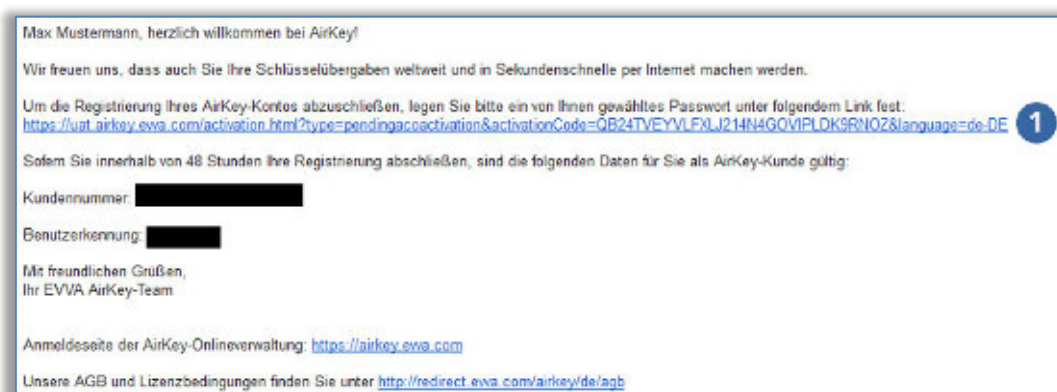 Max Mustermann, herzlich willkommen bei AirKey!
Wir freuen uns, dass auch Sie Ihre Schlüsselübergaben weltweit und in Sekundenschnelle per Internet machen werden.
Um die Registrierung Ihres AirKey-Kontos abzuschließen, legen Sie bitte ein von Ihnen gewähltes Passwort unter folgendem Link fest:
https://uat.airkey.evva.com/activation.html?type=pendingacoactivation&activationCode=QB24TVEYVLFXLJ214N4GOVIPLDK9RNOZ&language=de-DE 1
Sofern Sie innerhalb von 48 Stunden Ihre Registrierung abschließen, sind die folgenden Daten für Sie als AirKey-Kunde gültig:
Kundennummer:
Benutzerkennung:
Mit freundlichen Grüßen,
Ihr EVVA AirKey-Team
Anmeldeseite der AirKey-Onlineverwaltung: https://airkey.evva.com
Unsere AGB und Lizenzbedingungen finden Sie unter http://redirect.evva.com/airkey/de/agb